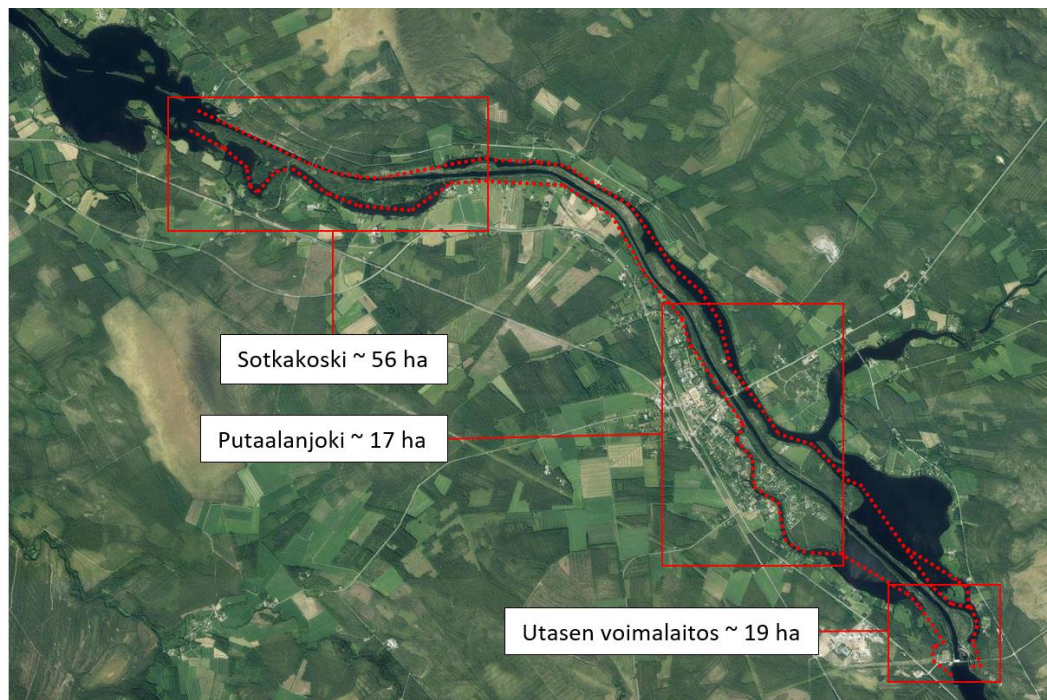 Sotkakoski ~ 56 ha
Putaalanjoki ~ 17 ha
Utasen voimalaitos ~ 19 ha